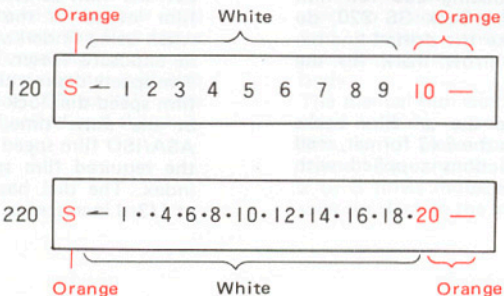 Orange White Orange
120 S ← 1 2 3 4 5 6 7 8 9 10 —
220 S ← 1 · · 4 · 6 · 8 · 10 · 12 · 14 · 16 · 18 · 20 —
Orange White Orange